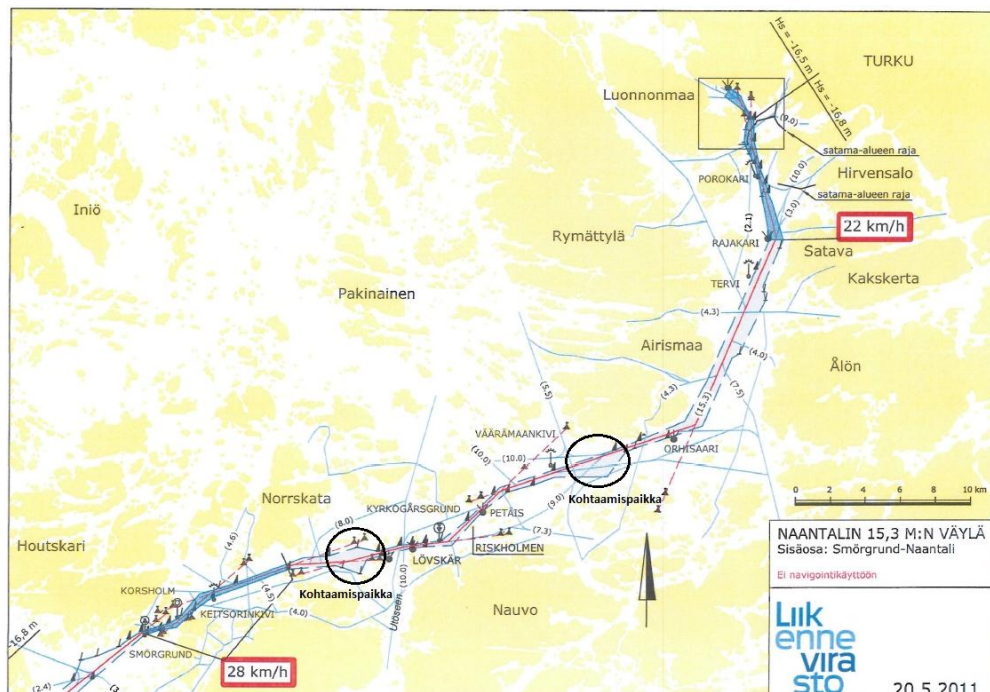 Hs = -16,5 m
Hs = -16,8 m
TURKU
Luonnonmaa
(9.0)
satama-alueen raja
POROKARI
(10.0)
Hirvensalo
satama-alueen raja
Iniö
(2.1)
(3.0)
22 km/h
Rymättylä
RAJAKARI
Satava
TERVI
Kakskerta
Pakinainen
(4.3)
Airismaa
(4.0)
Ålön
(5.5)
(4.3)
(7.5)
(15.3)
VÄÄRÄMAANKIVI
(10.0)
(10.0)
ORHISAARI
Kohtaamispaikka
Norrskata
KYRKOGÅRSGRUND
PETÄIS
(9.0)
0 2 4 6 8 10 km
(8.0)
(7.3)
Houtskari
(4.6)
RISKHOLMEN
LÖVSKÄR
NAANTALIN 15,3 M:N VÄYLÄ
Sisäosa: Smörgrund-Naantali
Ei navigointikäyttöön
KORSHOLM
(4.5)
Kohtaamispaikka
(10.0)
Utöseen
Nauvo
KEITSORINKIVI
(4.0)
-16,8 m
SMÖRGRUND
28 km/h
(2.4)
Liik
enne
vira
sto
20.5.2011